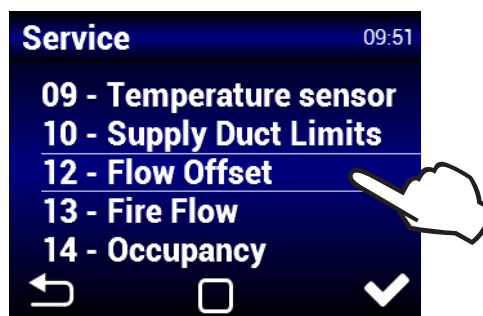 Service 09:51
09 - Temperature sensor
10 - Supply Duct Limits
12 - Flow Offset
13 - Fire Flow
14 - Occupancy